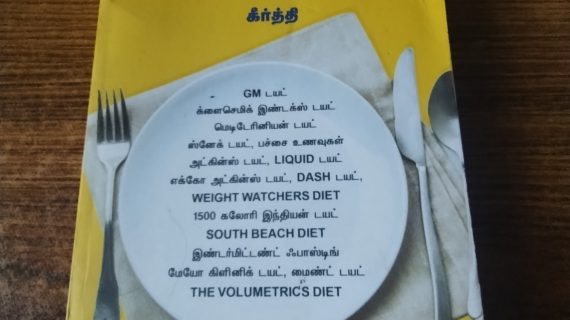 கீர்த்தி
GM டயட்
க்ளைசெமிக் இண்டக்ஸ் டயட்
மெடிடேரினியன் டயட்
ஸ்னேக் டயட், பச்சை உணவுகள்
அட்கின்ஸ் டயட், LIQUID டயட்
எக்கோ அட்கின்ஸ் டயட், DASH டயட்,
WEIGHT WATCHERS DIET
1500 கலோரி இந்தியன் டயட்
SOUTH BEACH DIET
இண்டர்மிட்டண்ட் ஃபாஸ்டிங்
மேயோ கிளினிக் டயட், மைண்ட் டயட்
THE VOLUMETRICS DIET